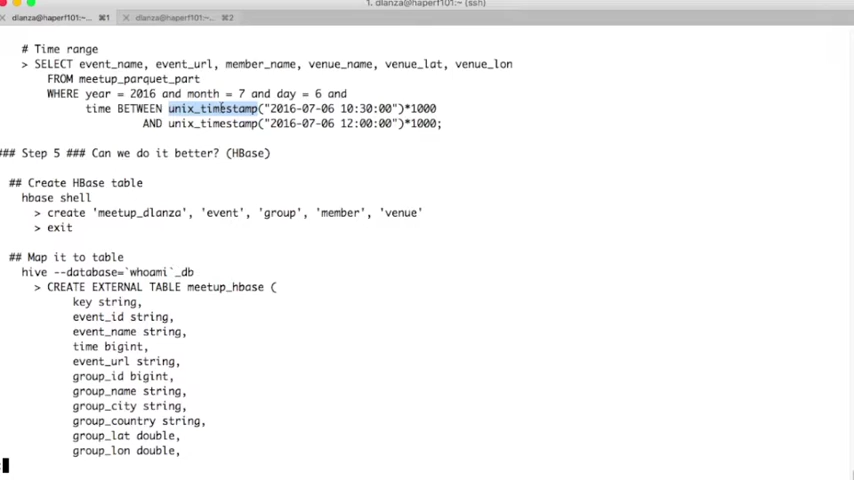 1. dlanza@haperf101:~ (ssh)
× dlanza@haperf101:~... ⌘1 × dlanza@haperf101:~... ⌘2
# Time range
> SELECT event_name, event_url, member_name, venue_name, venue_lat, venue_lon
FROM meetup_parquet_part
WHERE year = 2016 and month = 7 and day = 6 and
time BETWEEN unix_timestamp("2016-07-06 10:30:00")*1000
AND unix_timestamp("2016-07-06 12:00:00")*1000;
### Step 5 ### Can we do it better? (HBase)
## Create HBase table
hbase shell
> create 'meetup_dlanza', 'event', 'group', 'member', 'venue'
> exit
## Map it to table
hive --database=`whoami`_db
> CREATE EXTERNAL TABLE meetup_hbase (
key string,
event_id string,
event_name string,
time bigint,
event_url string,
group_id bigint,
group_name string,
group_city string,
group_country string,
group_lat double,
group_lon double,
: